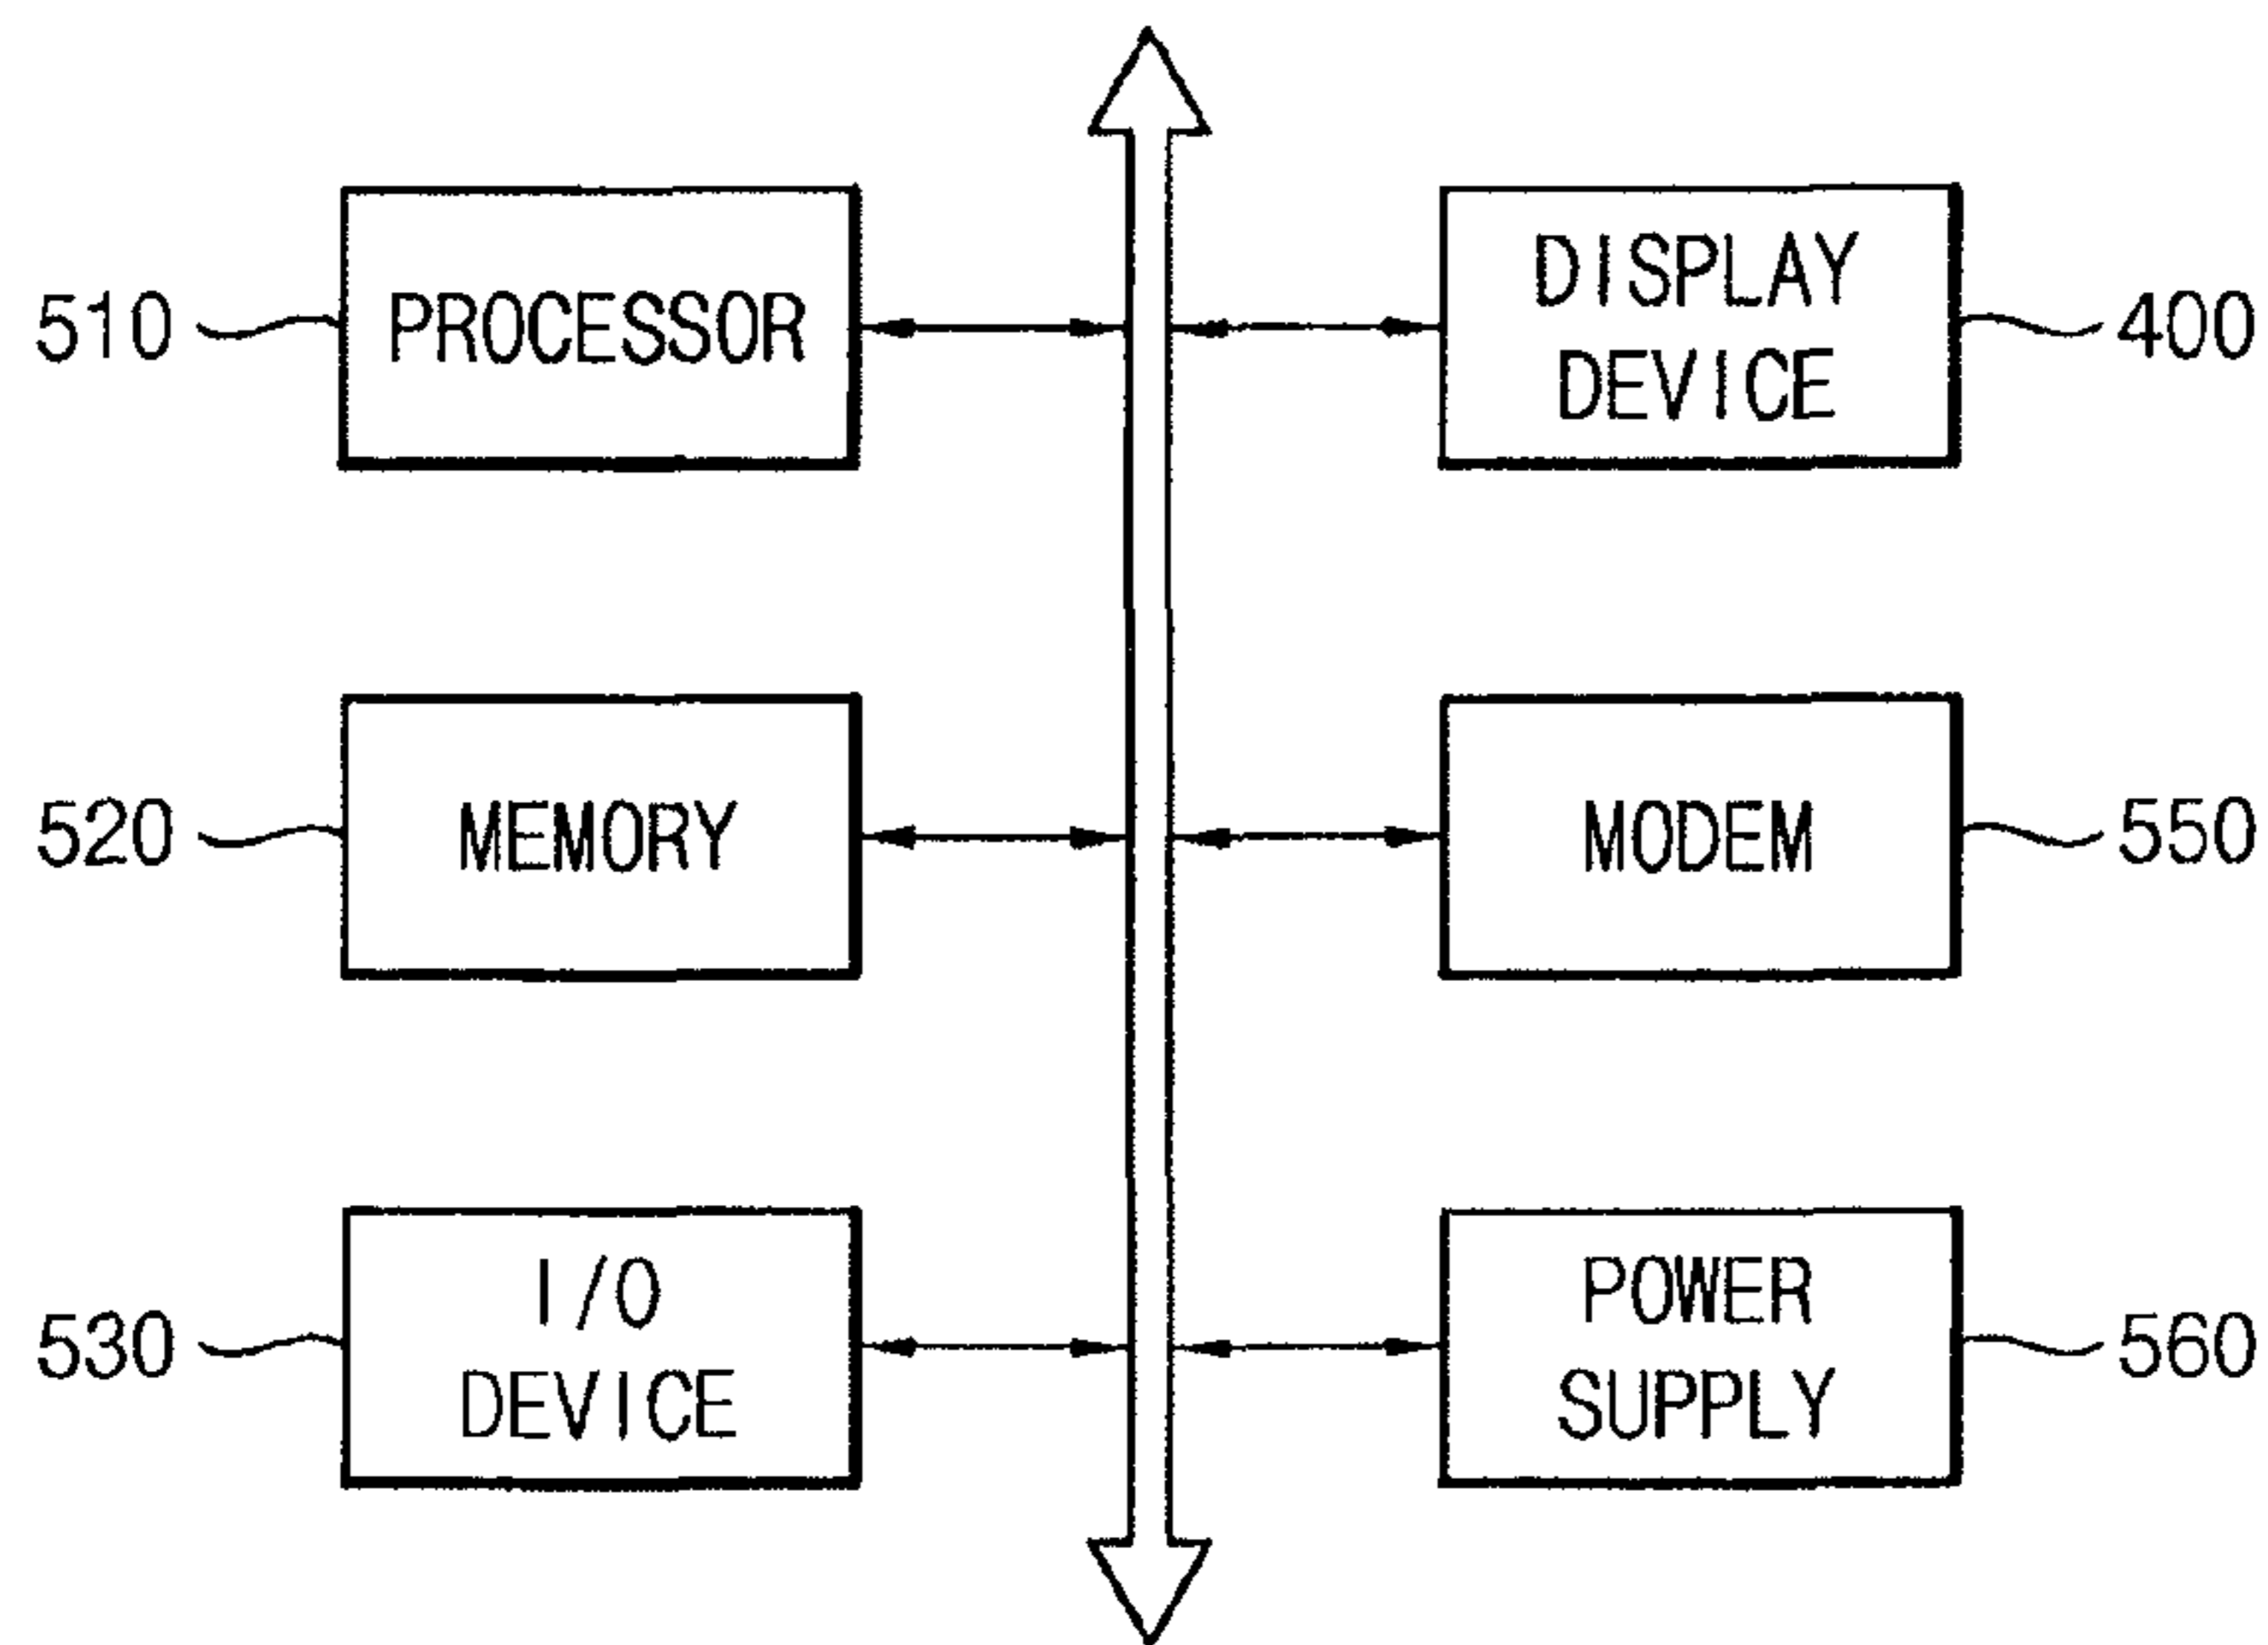 510
PROCESSOR
DISPLAY
DEVICE
400
520
MEMORY
MODEM
550
530
I/O
DEVICE
POWER
SUPPLY
560